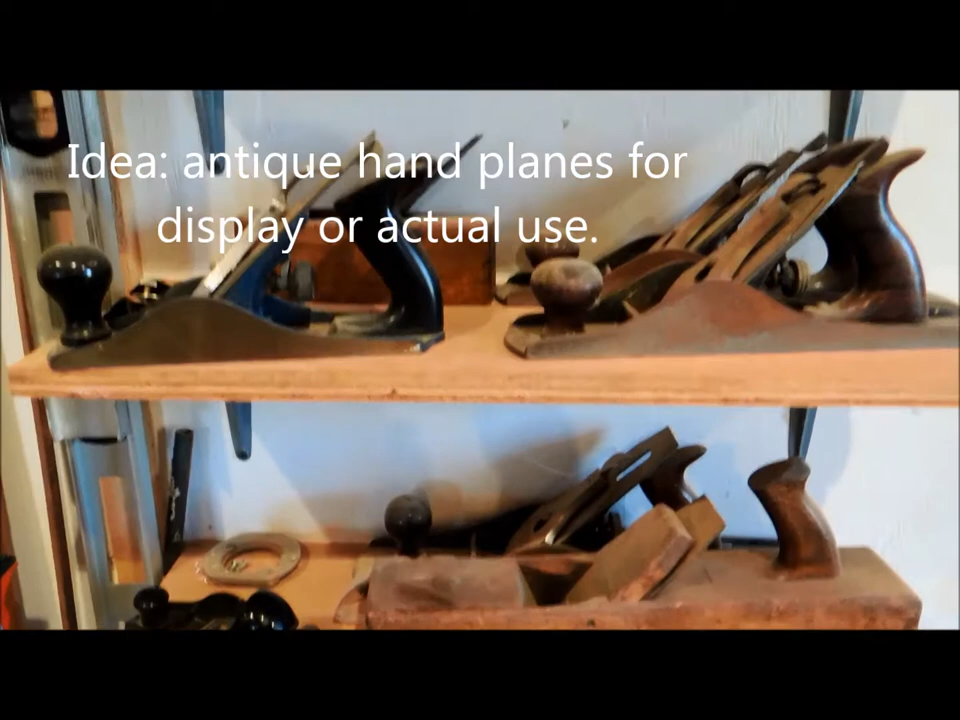 Idea: antique hand planes for
display or actual use.